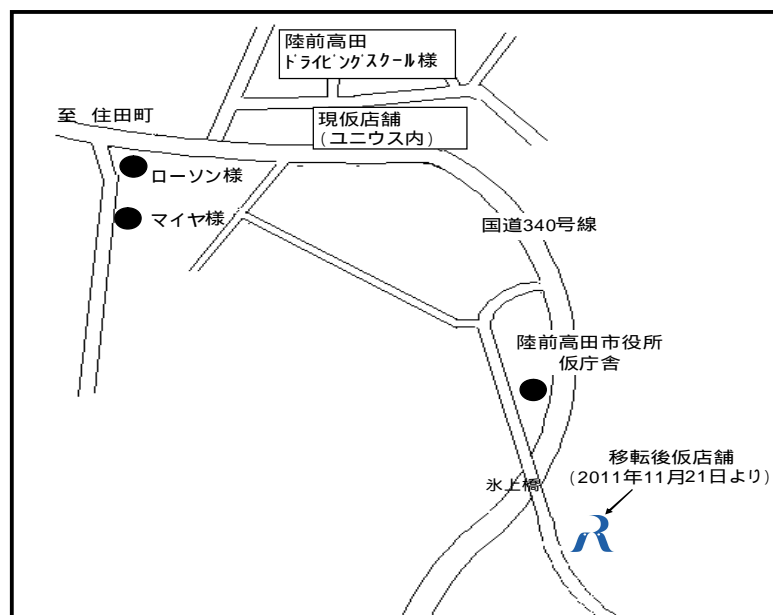 陸前高田
ドライビングスクール様
至 住田町
現仮店舗
(ユニウス内)
ローソン様
マイヤ様
国道340号線
陸前高田市役所
仮庁舎
移転後仮店舗
(2011年11月21日より)
氷上橋